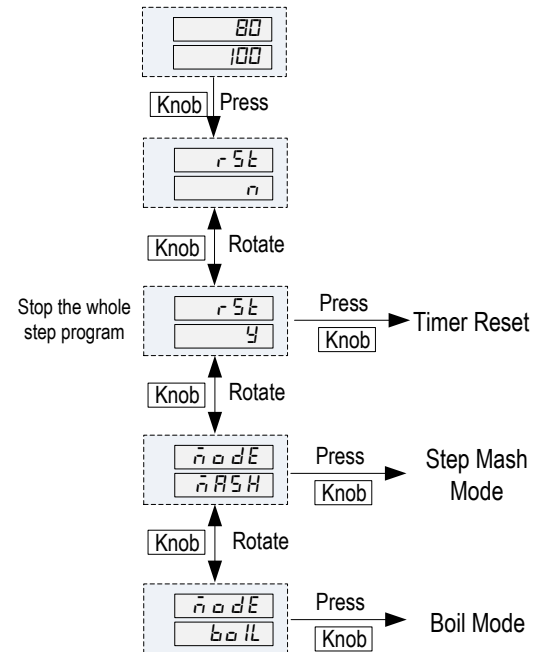 80
100
Knob Press
rSt
n
Knob Rotate
Stop the whole
step program
rSt
y
Press
Knob
Timer Reset
Knob Rotate
modE
mASH
Press
Knob
Step Mash
Mode
Knob Rotate
modE
boIL
Press
Knob
Boil Mode